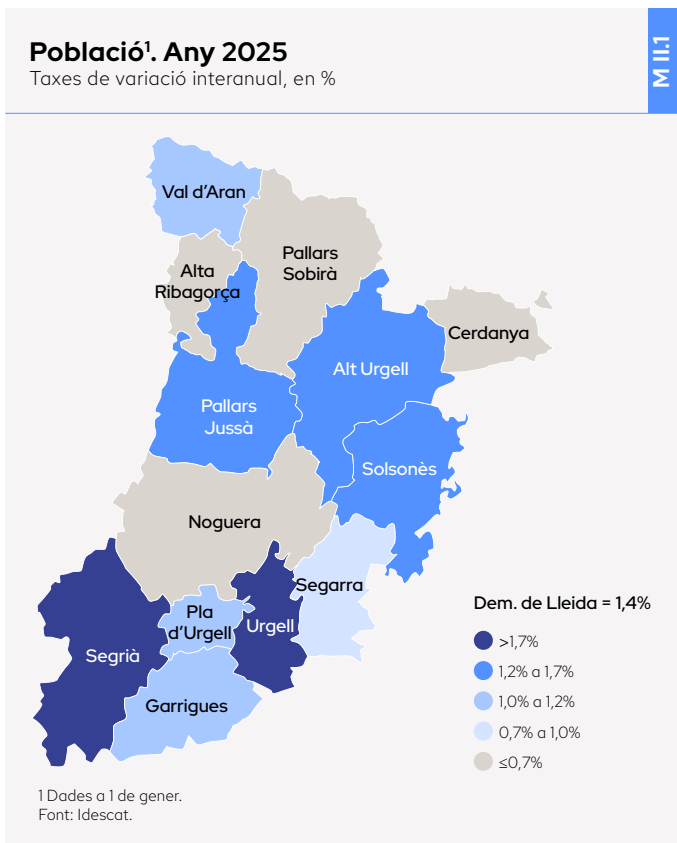 Població¹. Any 2025
Taxes de variació interanual, en %
M II.1
Val d’Aran
Pallars
Sobirà
Alta
Ribagorça
Cerdanya
Alt Urgell
Pallars
Jussà
Solsonès
Noguera
Segarra
Pla
d’Urgell
Urgell
Segrià
Garrigues
Dem. de Lleida = 1,4%
>1,7%
1,2% a 1,7%
1,0% a 1,2%
0,7% a 1,0%
≤0,7%
1 Dades a 1 de gener.
Font: Idescat.